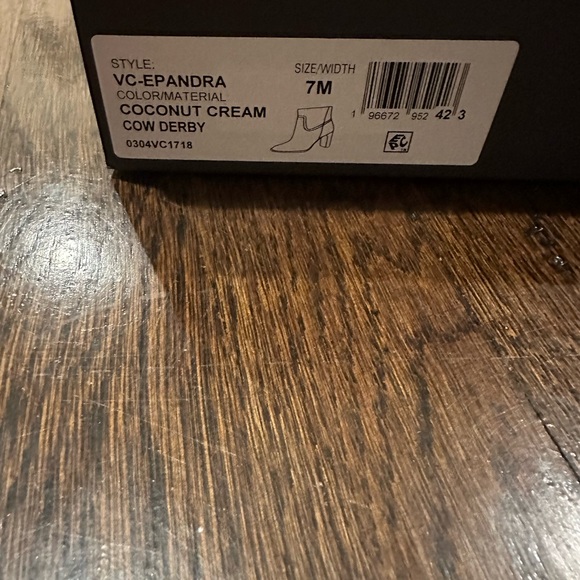 STYLE:
VC-EPANDRA
COLOR/MATERIAL
COCONUT CREAM
COW DERBY
0304VC1718
SIZE/WIDTH
7M
1 96672 952 42 3